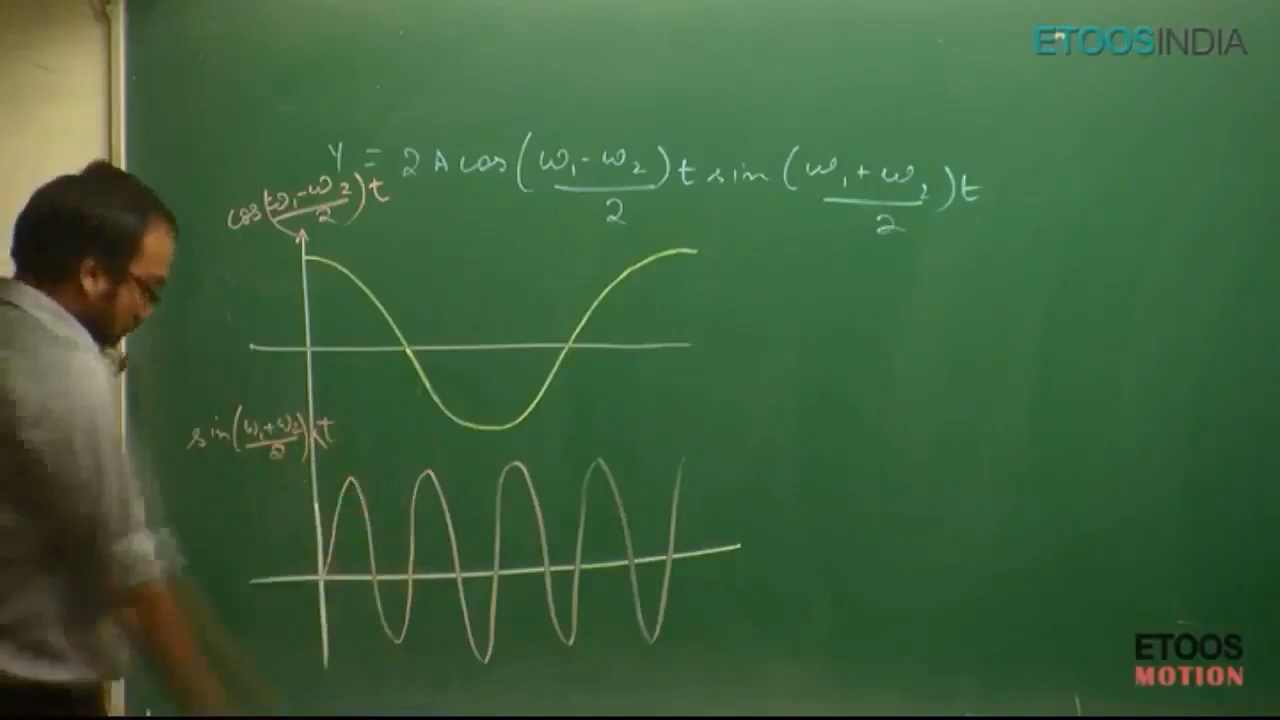 ETOOSINDIA
y = 2 A cos(ω₁-ω₂/2)t sin(ω₁+ω₂/2)t
cos(ω₁-ω₂/2)t
sin(ω₁+ω₂/2)t
ETOOS
MOTION